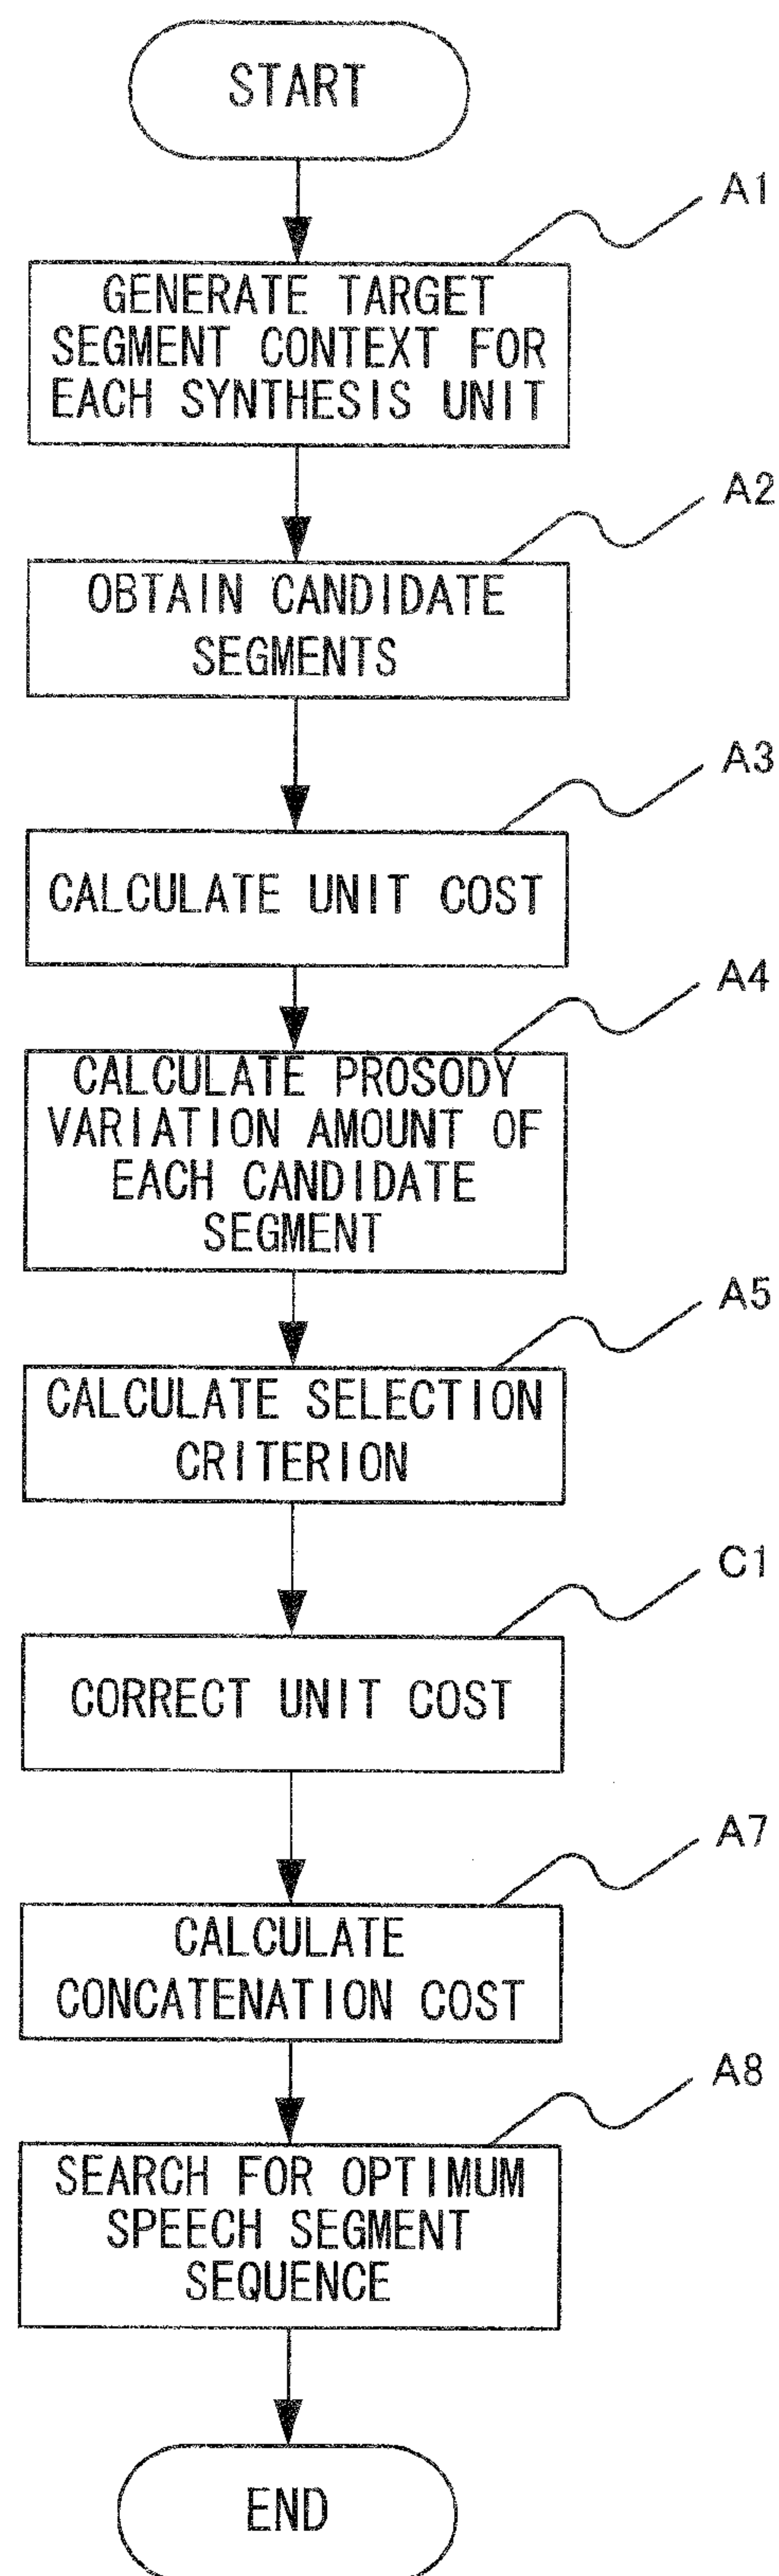 START
A1
GENERATE TARGET
SEGMENT CONTEXT FOR
EACH SYNTHESIS UNIT
A2
OBTAIN CANDIDATE
SEGMENTS
A3
CALCULATE UNIT COST
A4
CALCULATE PROSODY
VARIATION AMOUNT OF
EACH CANDIDATE
SEGMENT
A5
CALCULATE SELECTION
CRITERION
C1
CORRECT UNIT COST
A7
CALCULATE
CONCATENATION COST
A8
SEARCH FOR OPTIMUM
SPEECH SEGMENT
SEQUENCE
END